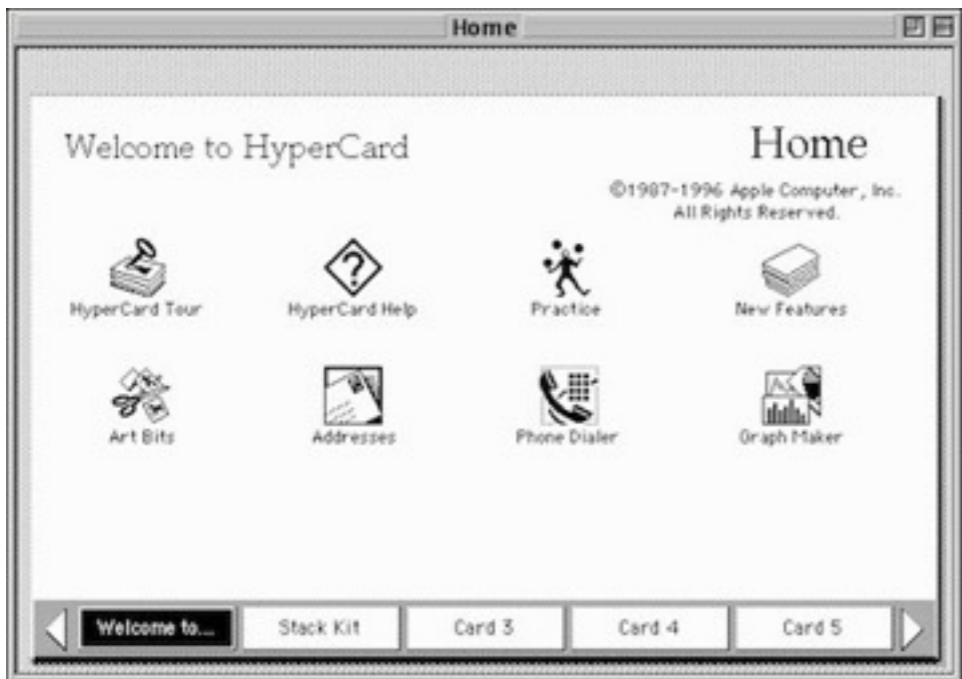 Home
Welcome to HyperCard
Home
©1987-1996 Apple Computer, Inc.
All Rights Reserved.
HyperCard Tour
HyperCard Help
Practice
New Features
Art Bits
Addresses
Phone Dialer
Graph Maker
Welcome to...
Stack Kit
Card 3
Card 4
Card 5